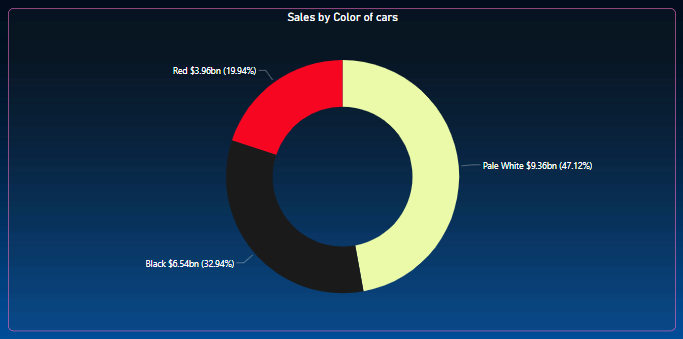 Sales by Color of cars
Red $3.96bn (19.94%)
Pale White $9.36bn (47.12%)
Black $6.54bn (32.94%)